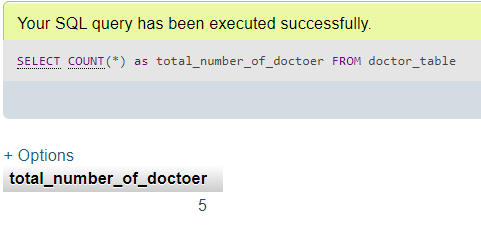 Your SQL query has been executed successfully.
SELECT COUNT(*) as total_number_of_doctoer FROM doctor_table
+ Options
total_number_of_doctoer
5